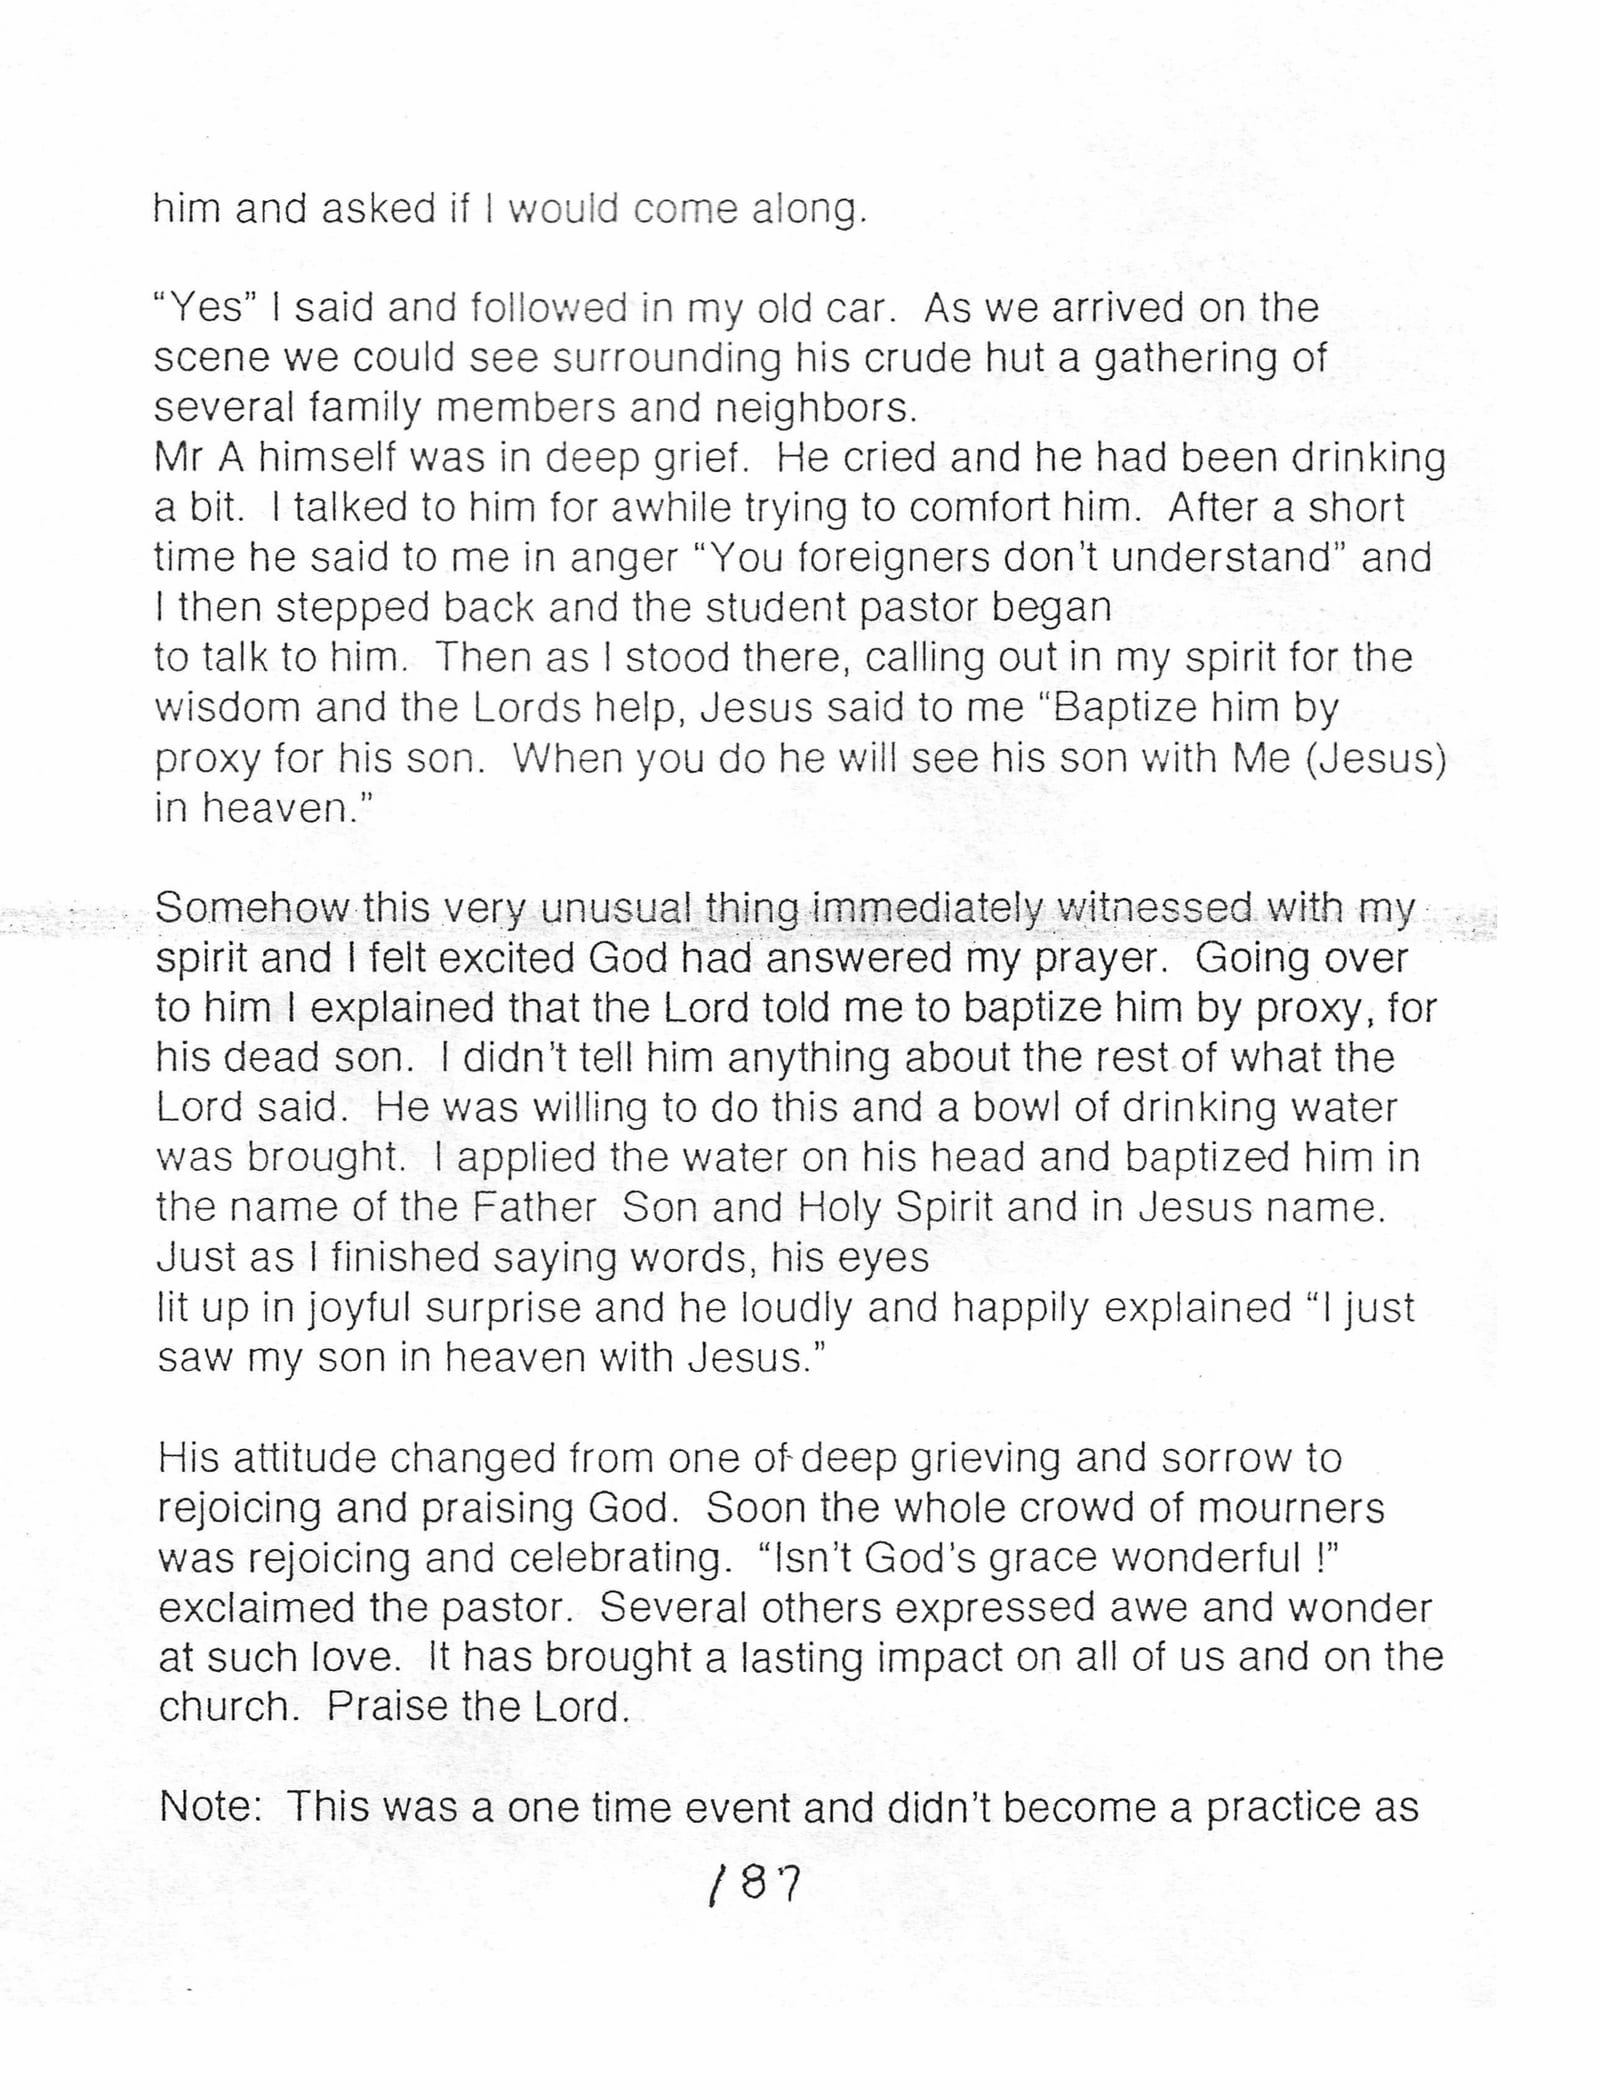 him and asked if I would come along.
“Yes” I said and followed in my old car.  As we arrived on the
scene we could see surrounding his crude hut a gathering of
several family members and neighbors.
Mr A himself was in deep grief.  He cried and he had been drinking
a bit.  I talked to him for awhile trying to comfort him.  After a short
time he said to me in anger “You foreigners don’t understand” and
I then stepped back and the student pastor began
to talk to him.  Then as I stood there, calling out in my spirit for the
wisdom and the Lords help, Jesus said to me “Baptize him by
proxy for his son.  When you do he will see his son with Me (Jesus)
in heaven.”
Somehow this very unusual thing immediately witnessed with my
spirit and I felt excited God had answered my prayer.  Going over
to him I explained that the Lord told me to baptize him by proxy, for
his dead son.  I didn’t tell him anything about the rest of what the
Lord said.  He was willing to do this and a bowl of drinking water
was brought.  I applied the water on his head and baptized him in
the name of the Father  Son and Holy Spirit and in Jesus name.
Just as I finished saying words, his eyes
lit up in joyful surprise and he loudly and happily explained “I just
saw my son in heaven with Jesus.”
His attitude changed from one of deep grieving and sorrow to
rejoicing and praising God.  Soon the whole crowd of mourners
was rejoicing and celebrating.  “Isn’t God’s grace wonderful !”
exclaimed the pastor.  Several others expressed awe and wonder
at such love.  It has brought a lasting impact on all of us and on the
church.  Praise the Lord.
Note:  This was a one time event and didn’t become a practice as
187